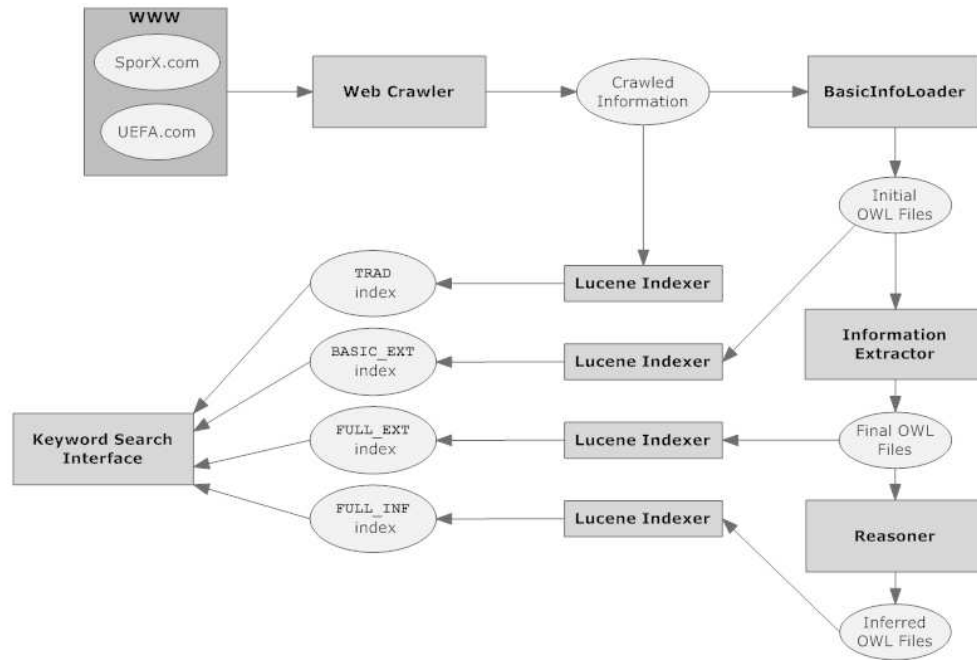 WWW
SporX.com
UEFA.com
Web Crawler
Crawled
Information
BasicInfoLoader
Initial
OWL Files
TRAD
index
Lucene Indexer
Information
Extractor
BASIC_EXT
index
Lucene Indexer
Keyword Search
Interface
FULL_EXT
index
Lucene Indexer
Final OWL
Files
FULL_INF
index
Lucene Indexer
Reasoner
Inferred
OWL Files